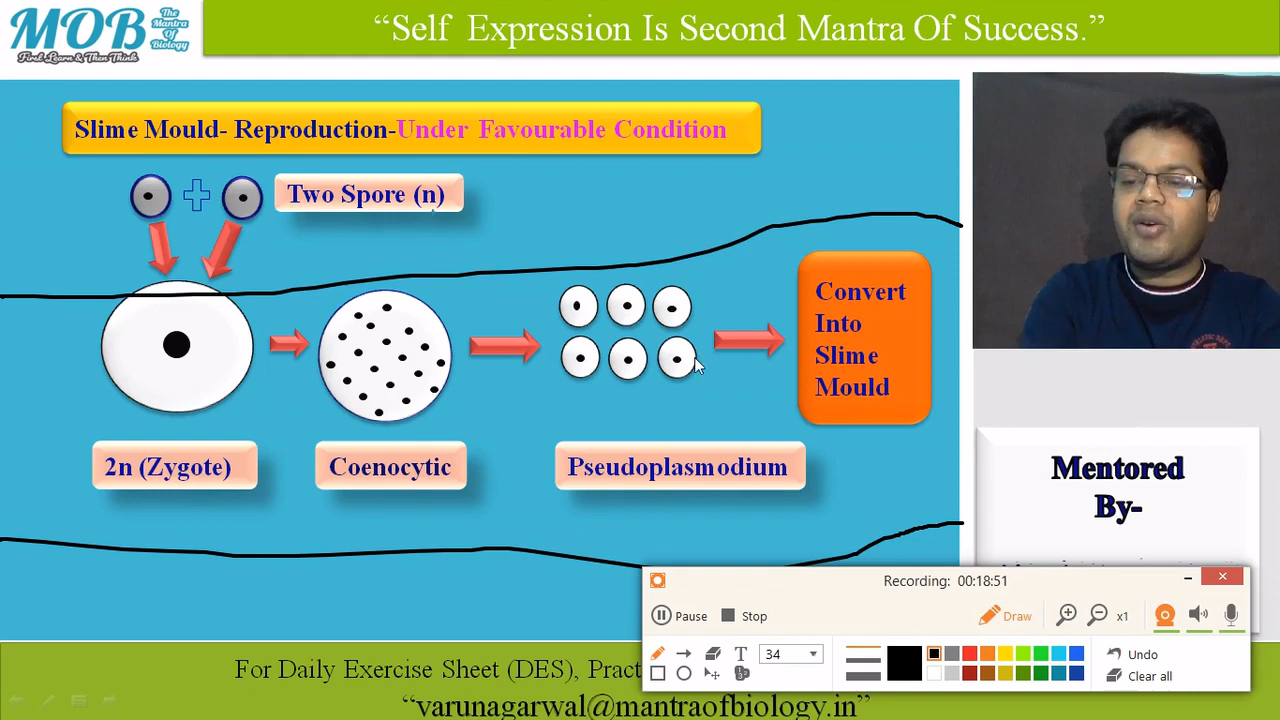 MOB
The
Mantra
Of
Biology
First Learn & Then Think
“Self Expression Is Second Mantra Of Success.”
Slime Mould- Reproduction-Under Favourable Condition
Two Spore (n)
Convert
Into
Slime
Mould
2n (Zygote)
Coenocytic
Pseudoplasmodium
Mentored
By-
Recording: 00:18:51
Pause
Stop
Draw
x1
T
34
Undo
Clear all
For Daily Exercise Sheet (DES), Pract
“varunagarwal@mantraofbiology.in”